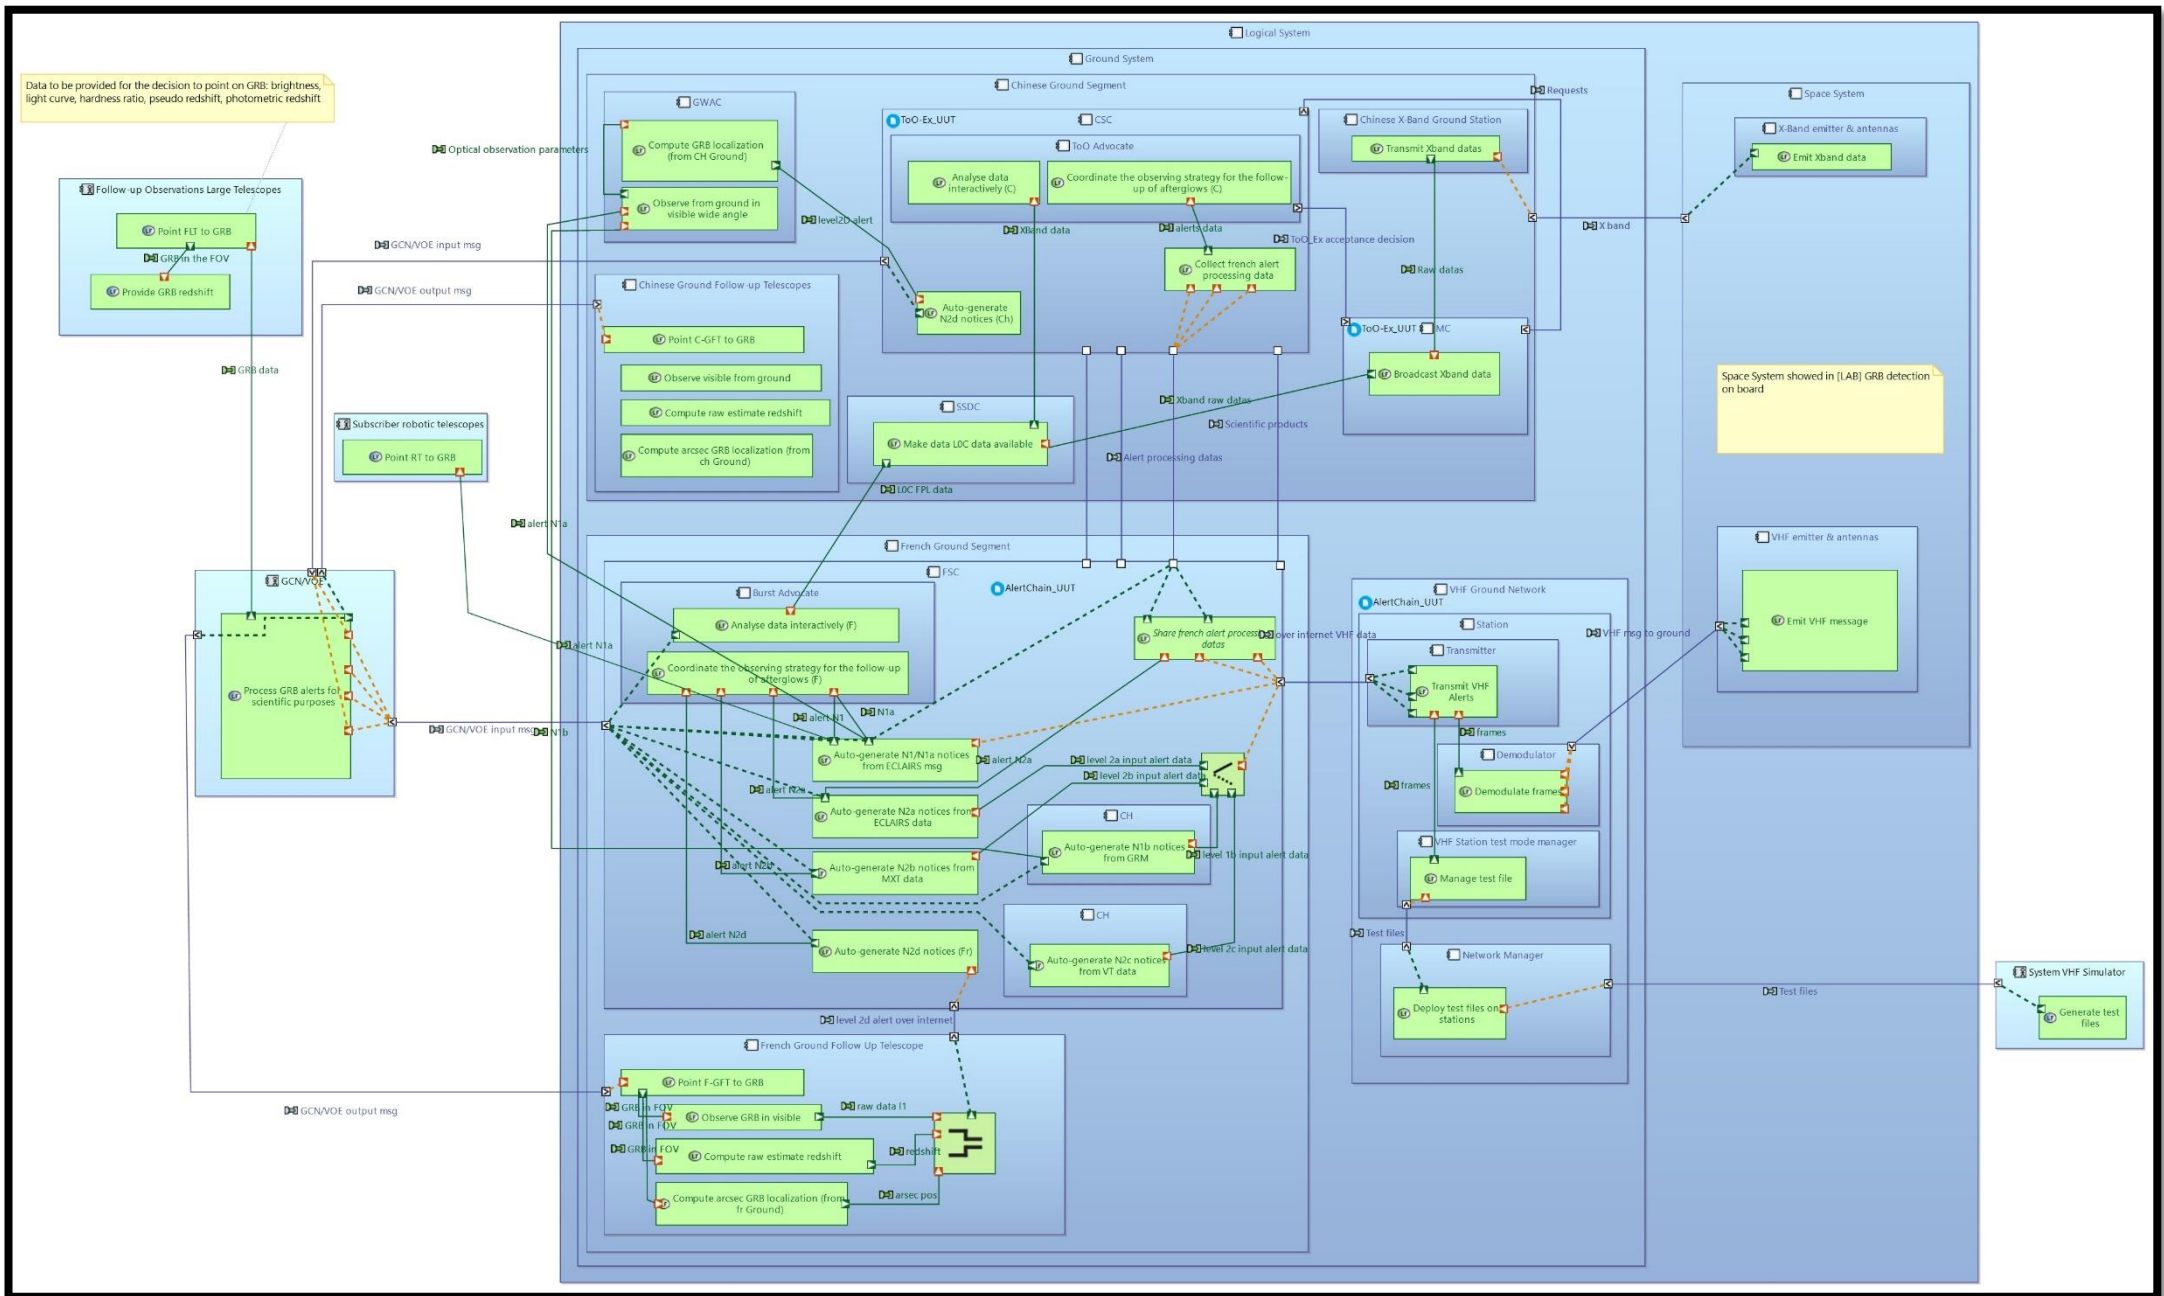 Logical System
Ground System
Chinese Ground Segment
Data to be provided for the decision to point on GRB: brightness,
light curve, hardness ratio, pseudo redshift, photometric redshift
Follow-up Observations Large Telescopes
Point FLT to GRB
GRB in the FOV
Provide GRB redshift
GRB data
Subscriber robotic telescopes
Point RT to GRB
GCN/VOE
Process GRB alerts for
scientific purposes
Optical observation parameters
GCN/VOE input msg
GCN/VOE output msg
GWAC
Compute GRB localization
(from CH Ground)
Observe from ground in
visible wide angle
level2D alert
Chinese Ground Follow-up Telescopes
Point C-GFT to GRB
Observe visible from ground
Compute raw estimate redshift
Compute arcsec GRB localization (from
ch Ground)
ToO-Ex_UUT
CSC
ToO Advocate
Analyse data
interactively (C)
Coordinate the observing strategy for the follow-
up of afterglows (C)
XBand data
alerts data
ToO_Ex acceptance decision
Collect french alert
processing data
Auto-generate
N2d notices (Ch)
Chinese X-Band Ground Station
Transmit Xband datas
Requests
X band
Raw datas
ToO-Ex_UUT
MC
Broadcast Xband data
Xband raw datas
Scientific products
Alert processing datas
SSDC
Make data L0C data available
L0C FPL data
Space System
X-Band emitter & antennas
Emit Xband data
Space System showed in [LAB] GRB detection
on board
VHF emitter & antennas
Emit VHF message
VHF msg to ground
alert N1a
alert N1a
GCN/VOE input msg
N1b
French Ground Segment
FSC
AlertChain_UUT
Burst Advocate
Analyse data interactively (F)
Coordinate the observing strategy for the follow-up
of afterglows (F)
Share french alert process
datas
over internet VHF data
alert N1
N1a
Auto-generate N1/N1a notices
from ECLAIRS msg
alert N2a
level 2a input alert data
level 2b input alert data
alert N2a
Auto-generate N2a notices from
ECLAIRS data
CH
Auto-generate N1b notices
from GRM
level 1b input alert data
alert N2b
Auto-generate N2b notices from
MXT data
CH
Auto-generate N2c notices
from VT data
level 2c input alert data
alert N2d
Auto-generate N2d notices (Fr)
level 2d alert over internet
French Ground Follow Up Telescope
Point F-GFT to GRB
GRB in FOV
GRB in FOV
GRB in FOV
Observe GRB in visible
raw data l1
Compute raw estimate redshift
redshift
Compute arcsec GRB localization (from
fr Ground)
arsec pos
GCN/VOE output msg
VHF Ground Network
AlertChain_UUT
Station
Transmitter
Transmit VHF
Alerts
frames
Demodulator
Demodulate frames
frames
VHF Station test mode manager
Manage test file
Test files
Network Manager
Deploy test files on
stations
Test files
System VHF Simulator
Generate test
files